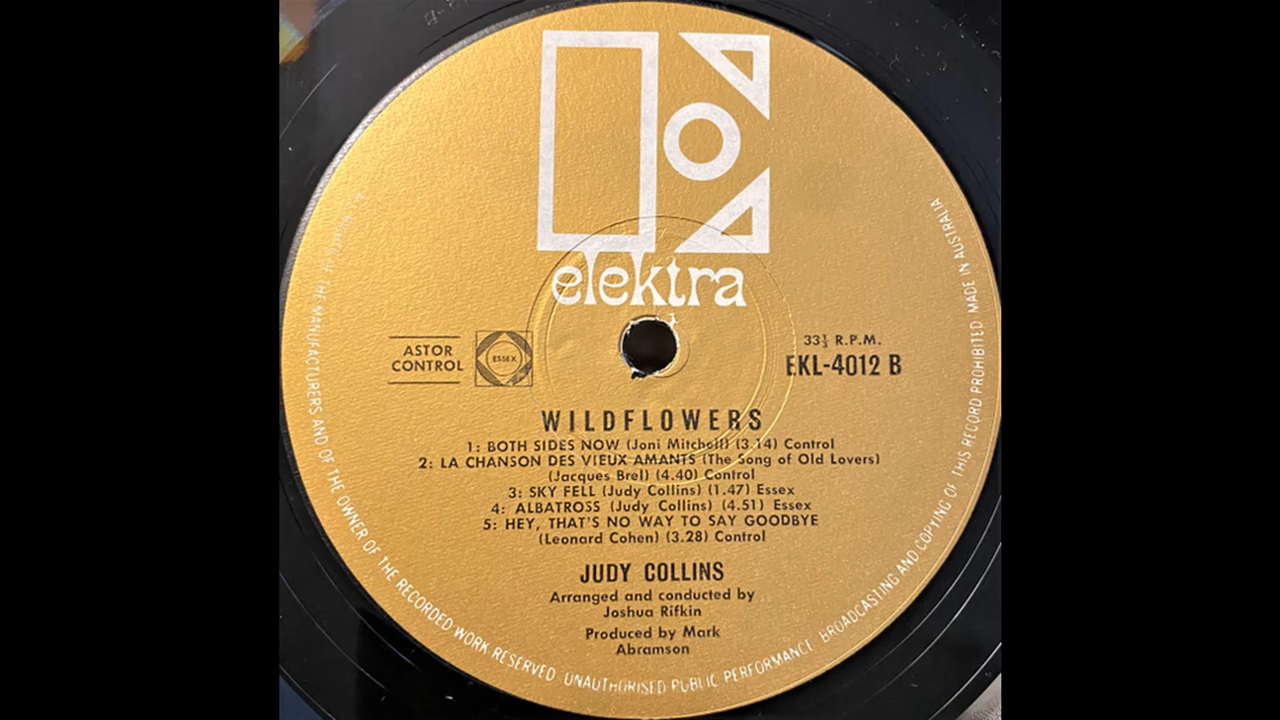 elektra
ASTOR
CONTROL
ESSEX
33⅓ R.P.M.
EKL-4012 B
WILDFLOWERS
1: BOTH SIDES NOW (Joni Mitchell) (3.14) Control
2: LA CHANSON DES VIEUX AMANTS (The Song of Old Lovers)
(Jacques Brel) (4.40) Control
3: SKY FELL (Judy Collins) (1.47) Essex
4: ALBATROSS (Judy Collins) (4.51) Essex
5: HEY, THAT'S NO WAY TO SAY GOODBYE
(Leonard Cohen) (3.28) Control
JUDY COLLINS
Arranged and conducted by
Joshua Rifkin
Produced by Mark
Abramson
OF THE MANUFACTURERS AND OF THE OWNER OF THE RECORDED WORK RESERVED UNAUTHORISED PUBLIC PERFORMANCE BROADCASTING AND COPYING OF THIS RECORD PROHIBITED MADE IN AUSTRALIA